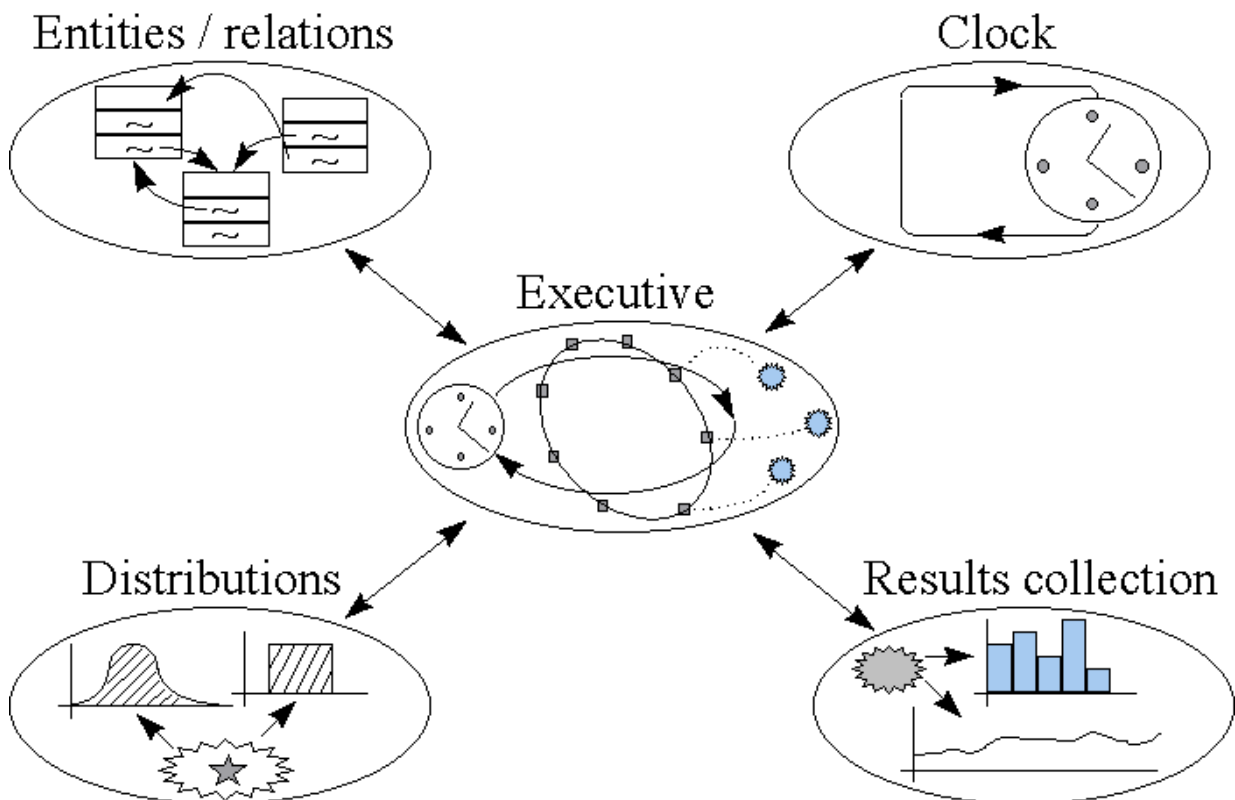 Entities / relations
Clock
Executive
Distributions
Results collection